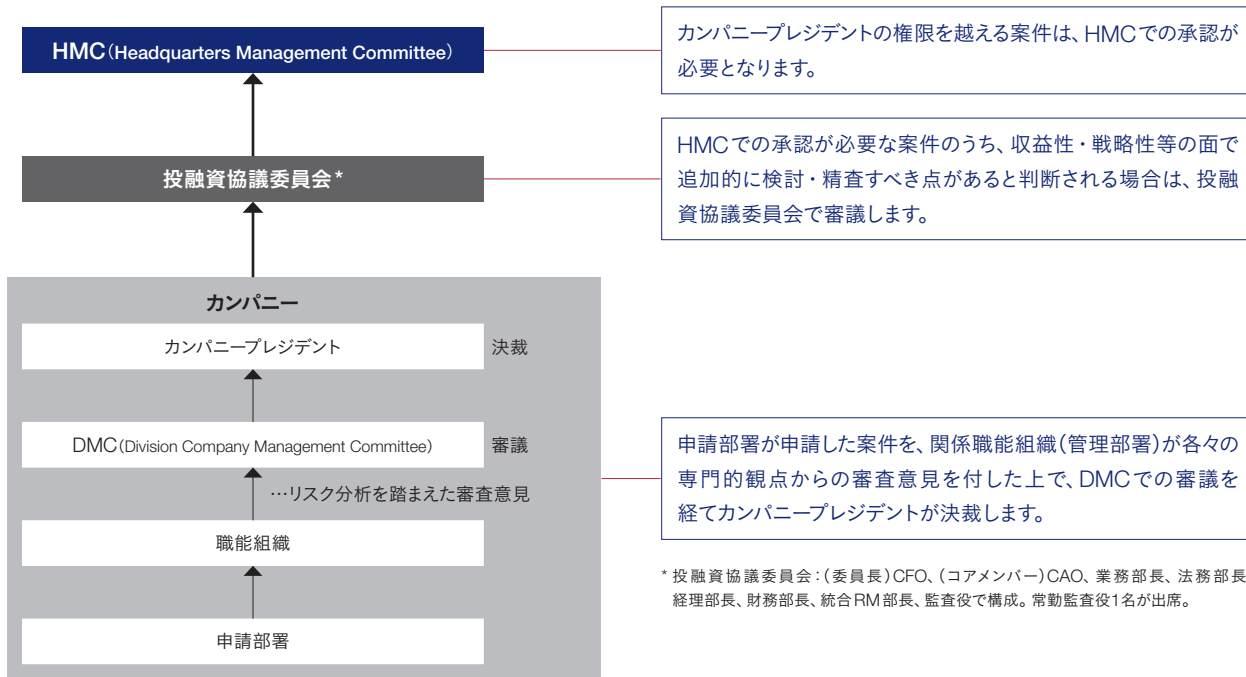 HMC(Headquarters Management Committee)
カンパニープレジデントの権限を越える案件は、HMCでの承認が
必要となります。
投融資協議委員会*
HMCでの承認が必要な案件のうち、収益性・戦略性等の面で
追加的に検討・精査すべき点があると判断される場合は、投融
資協議委員会で審議します。
カンパニー
カンパニープレジデント 決裁
DMC(Division Company Management Committee) 審議
…リスク分析を踏まえた審査意見
職能組織
申請部署
申請部署が申請した案件を、関係職能組織(管理部署)が各々の
専門的観点からの審査意見を付した上で、DMCでの審議を
経てカンパニープレジデントが決裁します。
* 投融資協議委員会:(委員長)CFO、(コアメンバー)CAO、業務部長、法務部長
経理部長、財務部長、統合RM部長、監査役で構成。常勤監査役1名が出席。